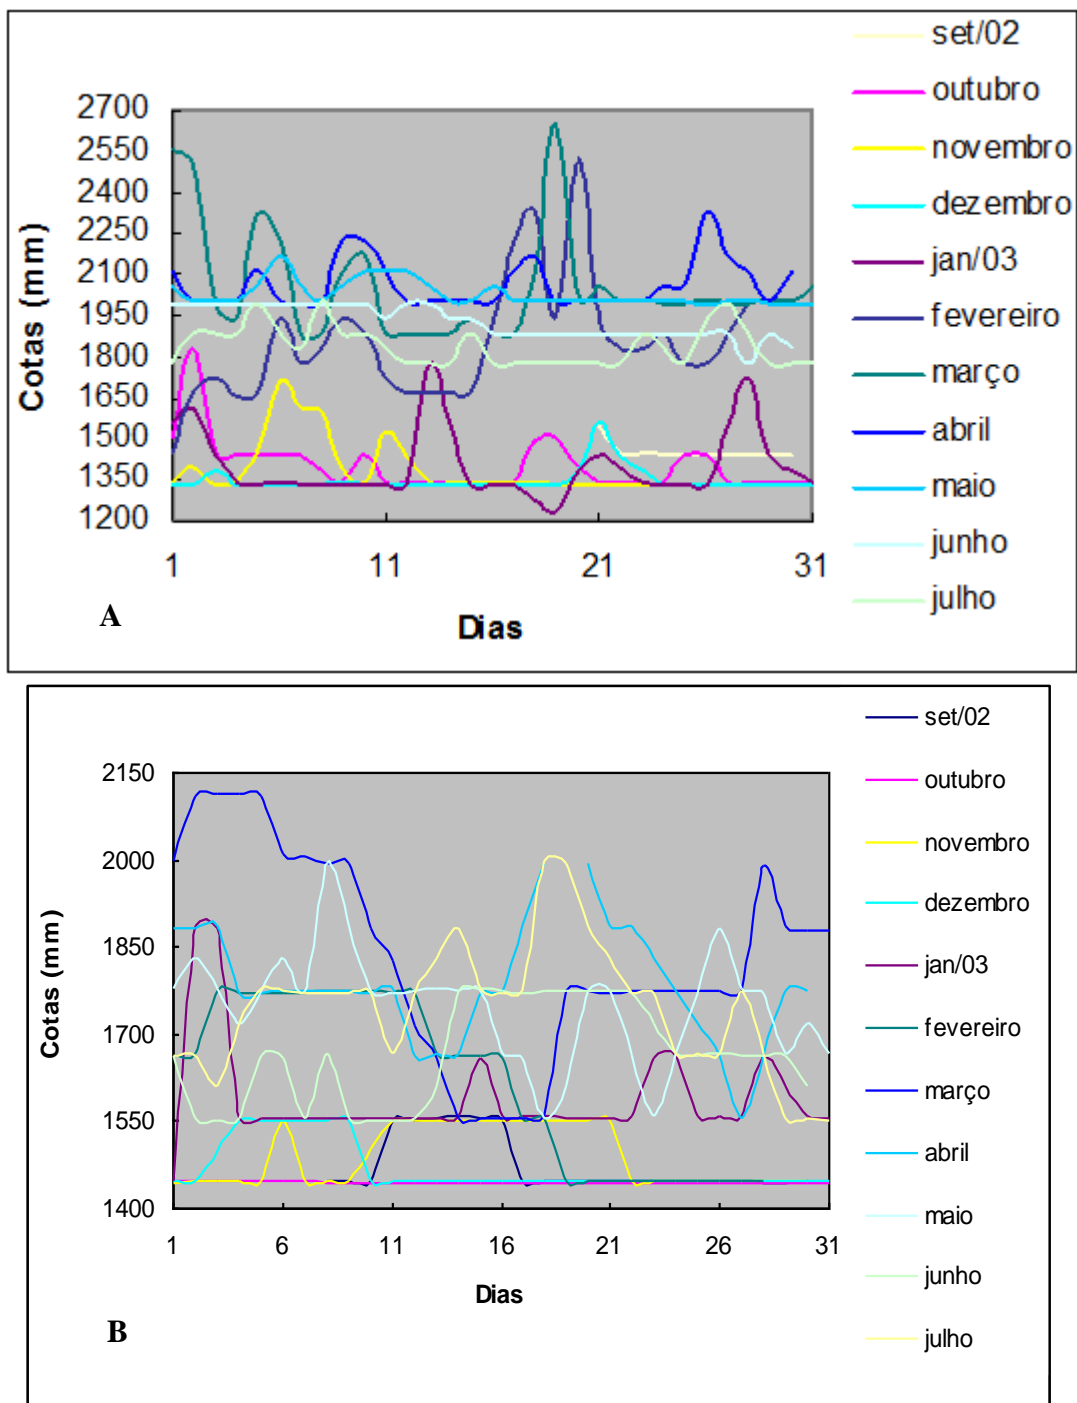 set/02
outubro
novembro
dezembro
jan/03
fevereiro
março
abril
maio
junho
julho
2700
2550
2400
2250
2100
1950
1800
1650
1500
1350
1200
Cotas (mm)
1 11 21 31
Dias
A
set/02
outubro
novembro
dezembro
jan/03
fevereiro
março
abril
maio
junho
julho
2150
2000
1850
1700
1550
1400
Cotas (mm)
1 6 11 16 21 26 31
Dias
B